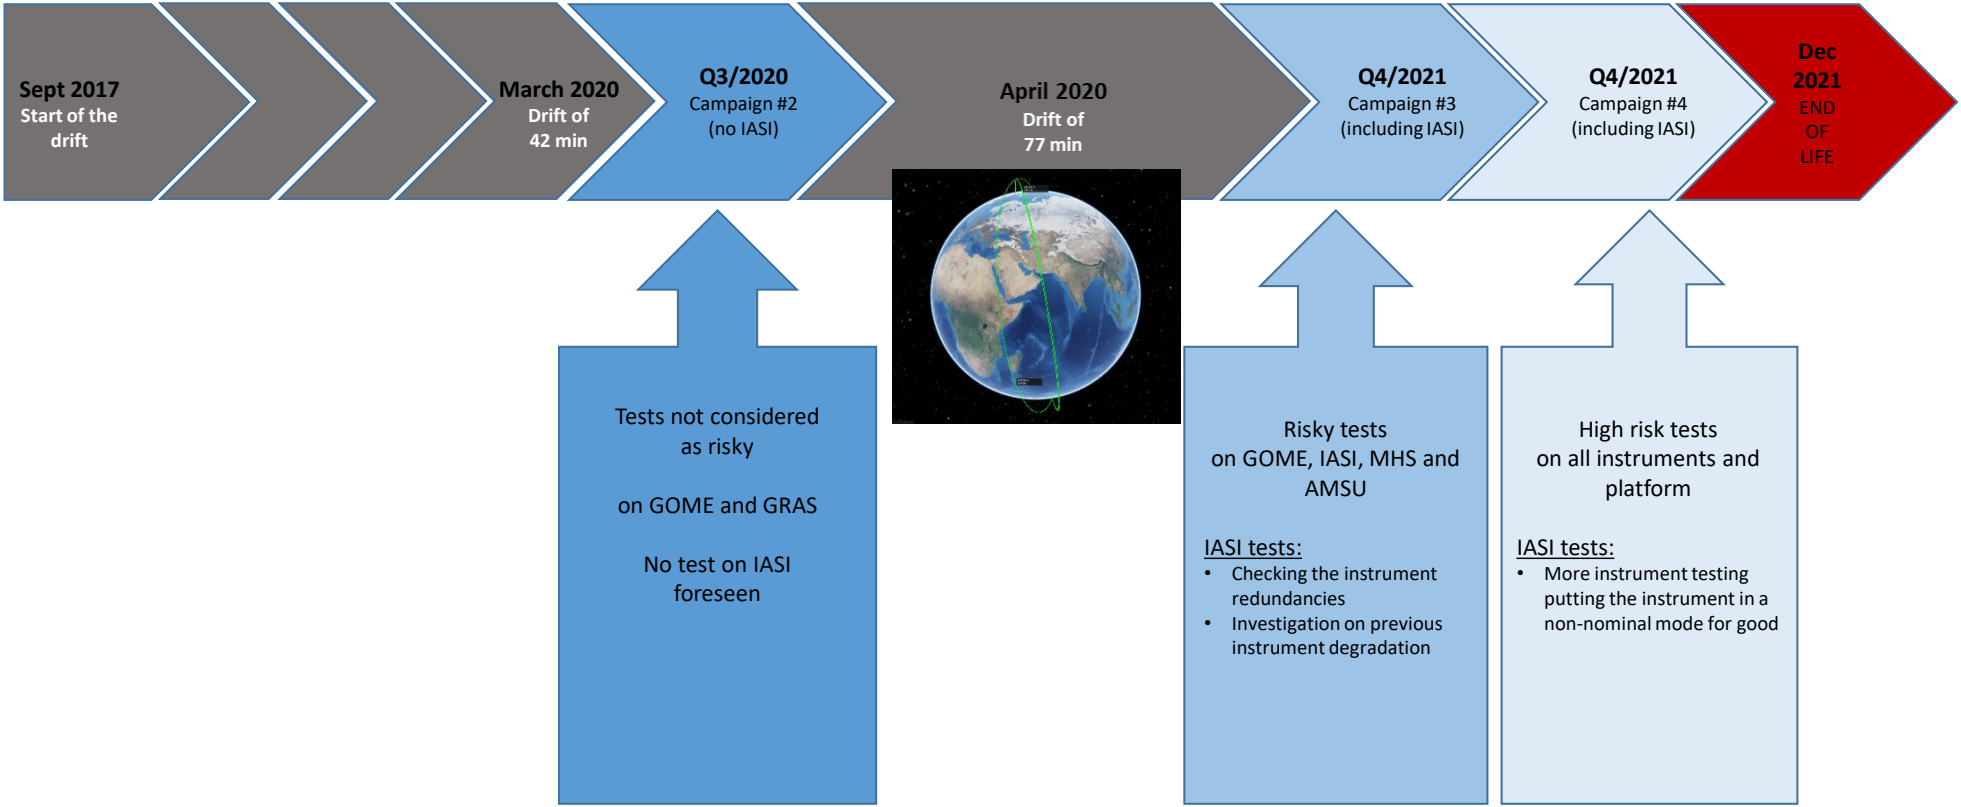 Sept 2017
Start of the
drift
March 2020
Drift of
42 min
Q3/2020
Campaign #2
(no IASI)
April 2020
Drift of
77 min
Q4/2021
Campaign #3
(including IASI)
Q4/2021
Campaign #4
(including IASI)
Dec
2021
END
OF
LIFE
Tests not considered
as risky
on GOME and GRAS
No test on IASI
foreseen
Risky tests
on GOME, IASI, MHS and
AMSU
IASI tests:
• Checking the instrument
redundancies
• Investigation on previous
instrument degradation
High risk tests
on all instruments and
platform
IASI tests:
• More instrument testing
putting the instrument in a
non-nominal mode for good